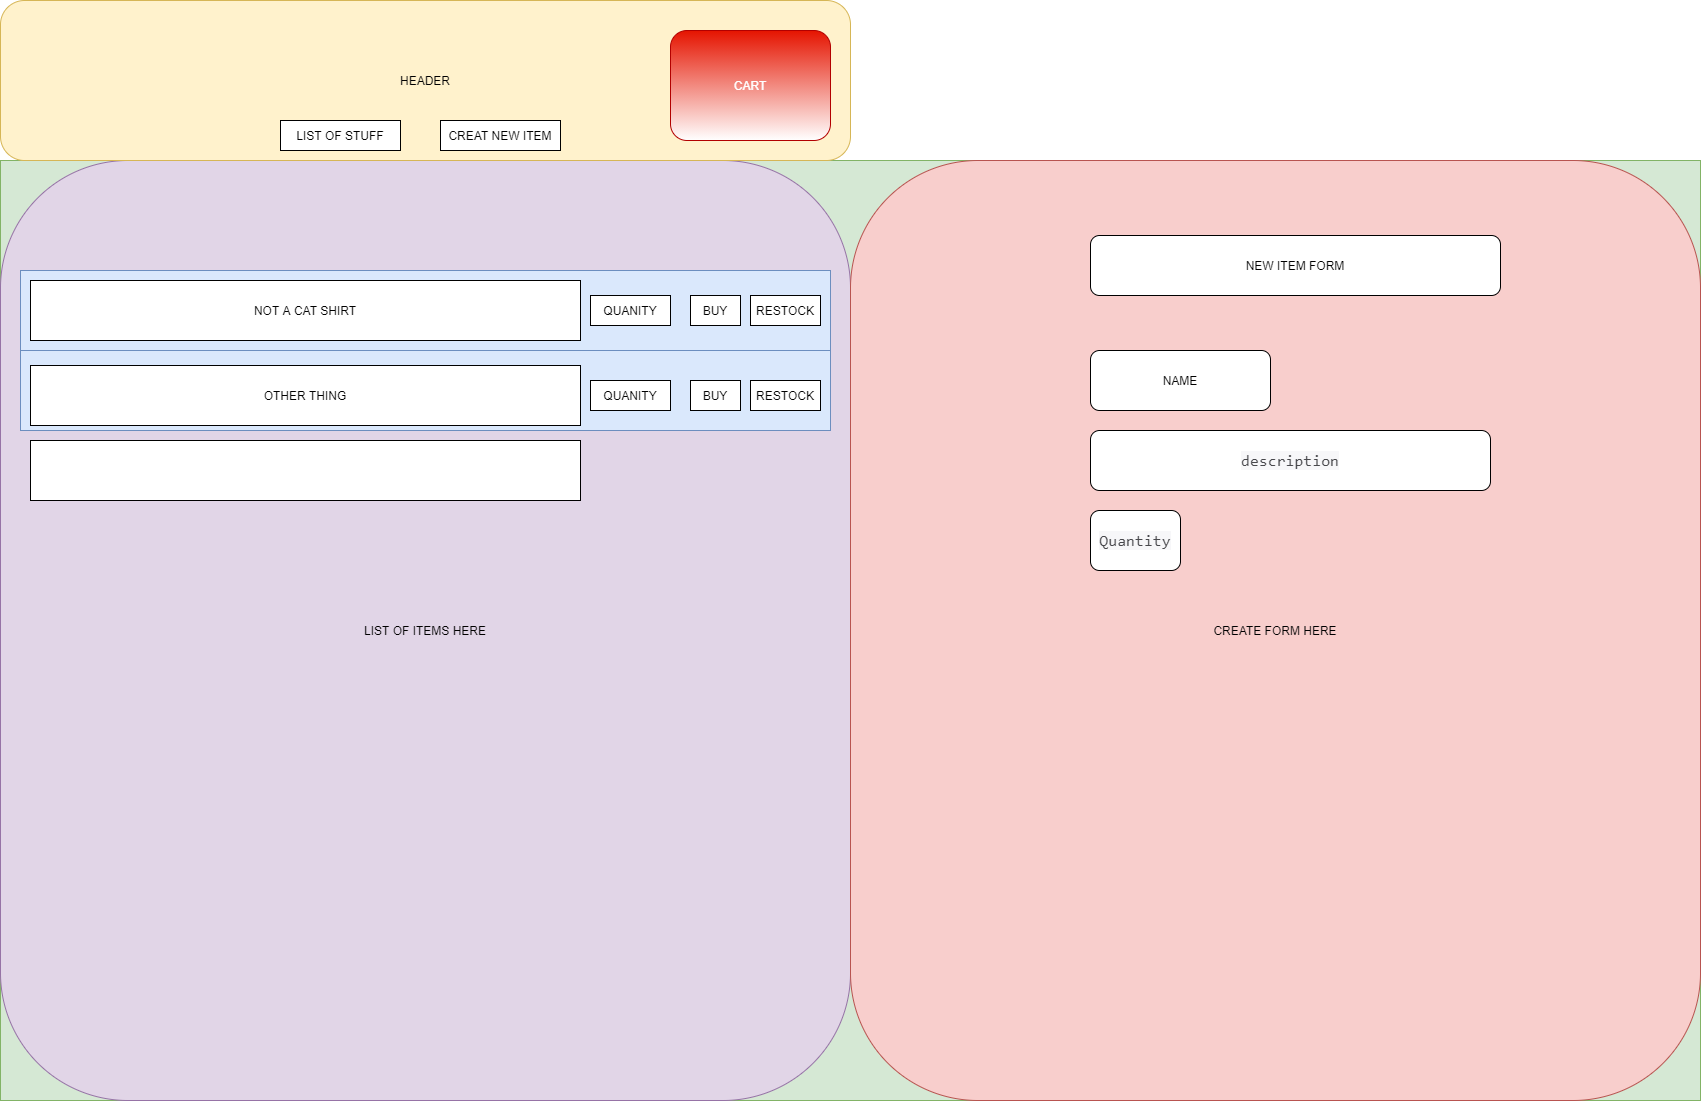 HEADER
CART
LIST OF STUFF
CREAT NEW ITEM
NOT A CAT SHIRT
QUANITY
BUY
RESTOCK
OTHER THING
QUANITY
BUY
RESTOCK
LIST OF ITEMS HERE
NEW ITEM FORM
NAME
description
Quantity
CREATE FORM HERE